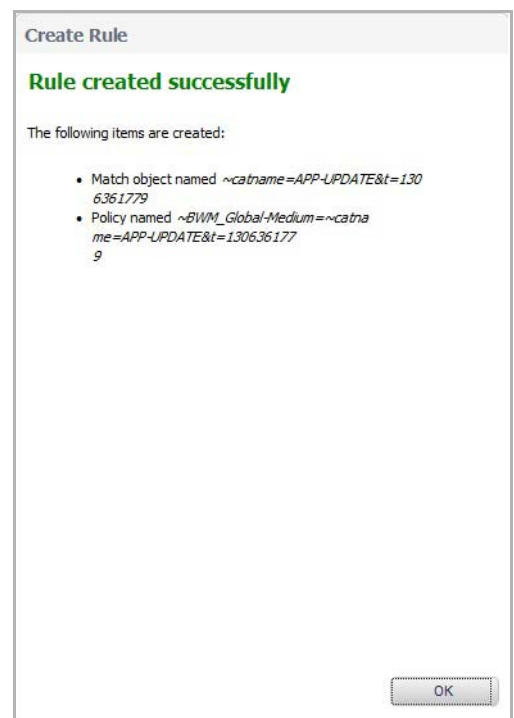 Create Rule
Rule created successfully
The following items are created:
• Match object named ~catname=APP-UPDATE&t=130
6361779
• Policy named ~BWM_Global-Medium=~catna
me=APP-UPDATE&t=130636177
9
OK